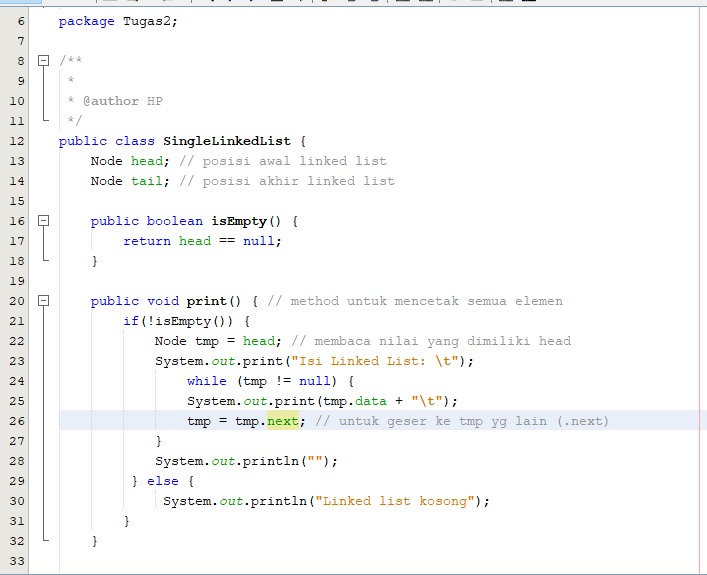 6 package Tugas2;
7
8 /**
9 *
10 * @author HP
11 */
12 public class SingleLinkedList {
13 Node head; // posisi awal linked list
14 Node tail; // posisi akhir linked list
15
16 public boolean isEmpty() {
17 return head == null;
18 }
19
20 public void print() { // method untuk mencetak semua elemen
21 if(!isEmpty()) {
22 Node tmp = head; // membaca nilai yang dimiliki head
23 System.out.print("Isi Linked List: \t");
24 while (tmp != null) {
25 System.out.print(tmp.data + "\t");
26 tmp = tmp.next; // untuk geser ke tmp yg lain (.next)
27 }
28 System.out.println("");
29 } else {
30 System.out.println("Linked list kosong");
31 }
32 }
33